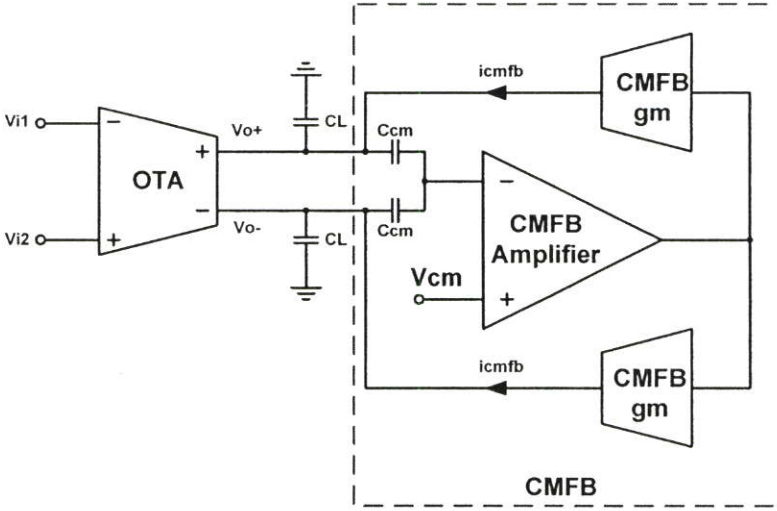 icmfb
CMFB
gm
Vi1
−
Vo+
CL
Ccm
+
OTA
−
−
CMFB
Amplifier
Vi2
+
Vo-
CL
Ccm
Vcm
+
icmfb
CMFB
gm
CMFB